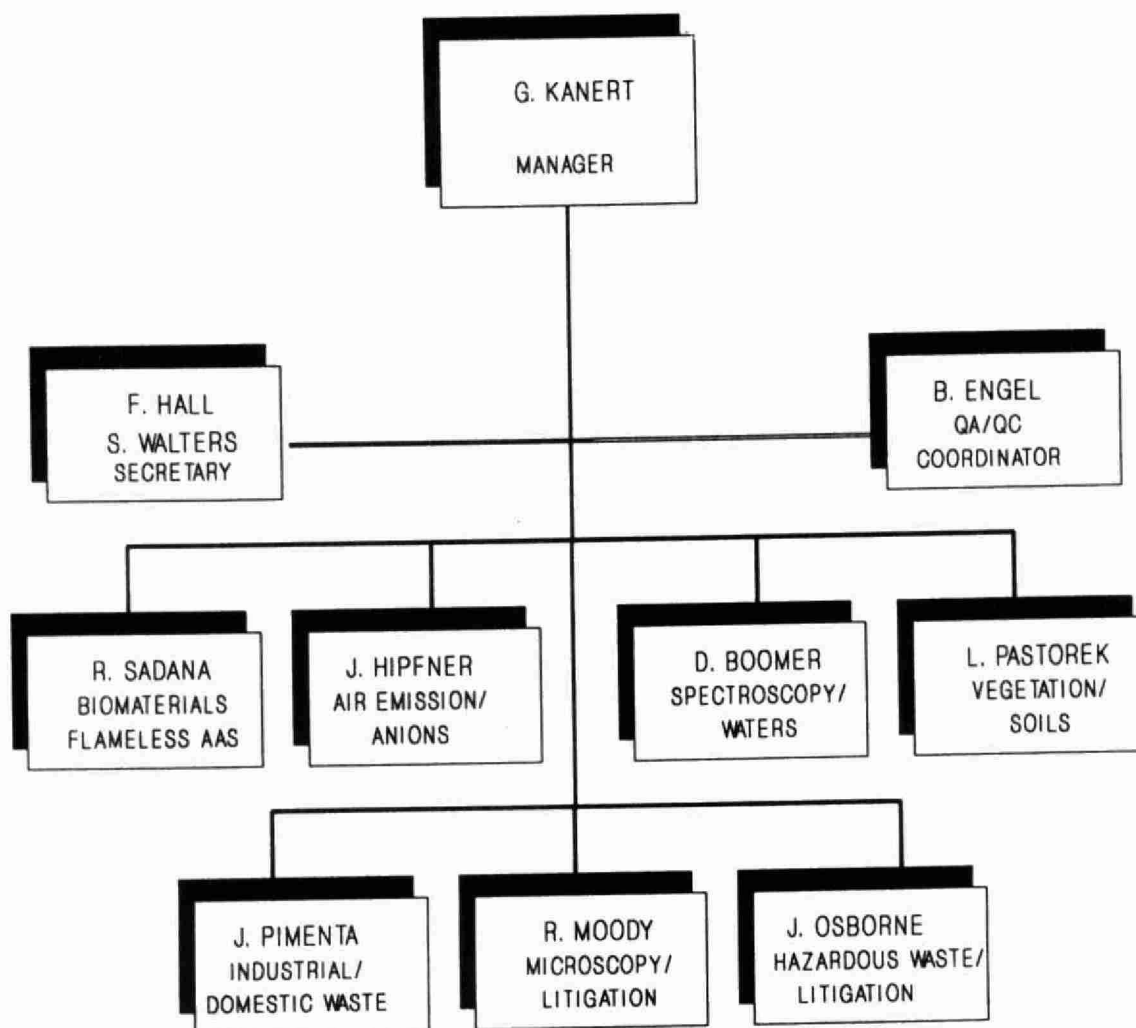 G. KANERT
MANAGER
F. HALL
S. WALTERS
SECRETARY
B. ENGEL
QA/QC
COORDINATOR
R. SADANA
BIOMATERIALS
FLAMELESS AAS
J. HIPFNER
AIR EMISSION/
ANIONS
D. BOOMER
SPECTROSCOPY/
WATERS
L. PASTOREK
VEGETATION/
SOILS
J. PIMENTA
INDUSTRIAL/
DOMESTIC WASTE
R. MOODY
MICROSCOPY/
LITIGATION
J. OSBORNE
HAZARDOUS WASTE/
LITIGATION